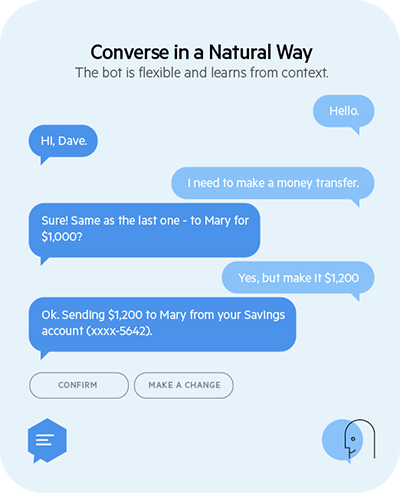 Converse in a Natural Way
The bot is flexible and learns from context.
Hello.
Hi, Dave.
I need to make a money transfer.
Sure! Same as the last one - to Mary for
$1,000?
Yes, but make it $1,200
Ok. Sending $1,200 to Mary from your Savings
account (xxxx-5642).
CONFIRM
MAKE A CHANGE